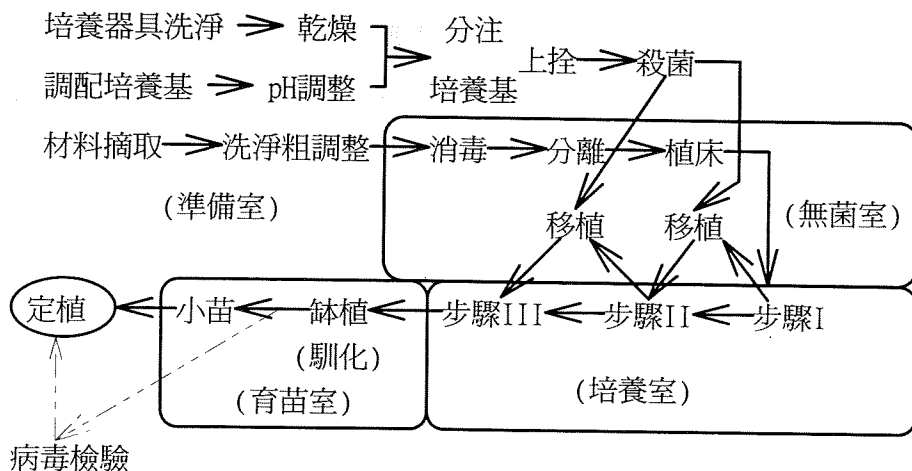 培養器具洗淨 乾燥 分注
上拴 殺菌
調配培養基 pH調整 培養基
材料摘取 洗淨粗調整 消毒 分離 植床
(準備室) 移植 移植 (無菌室)
定植 小苗 缽植 步驟III 步驟II 步驟I
(馴化)
(育苗室) (培養室)
病毒檢驗